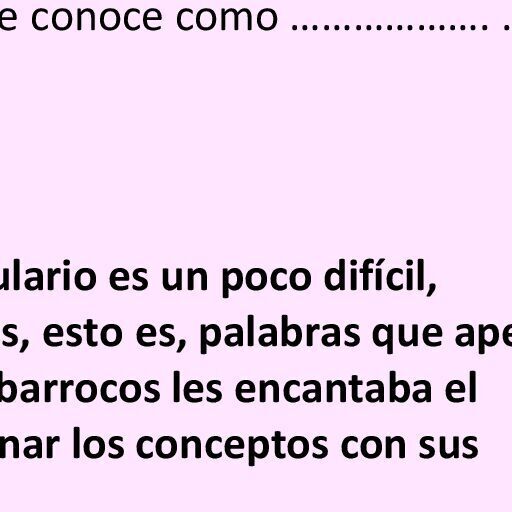 e conoce como ………………. .
ulario es un poco difícil,
s, esto es, palabras que ape
barrocos les encantaba el
nar los conceptos con sus